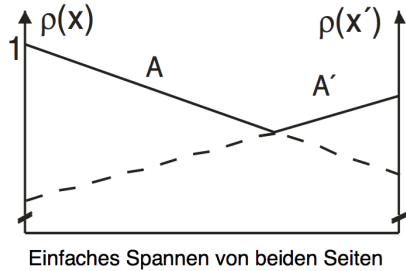 ρ(x) ρ(x´)
1
A
A´
Einfaches Spannen von beiden Seiten